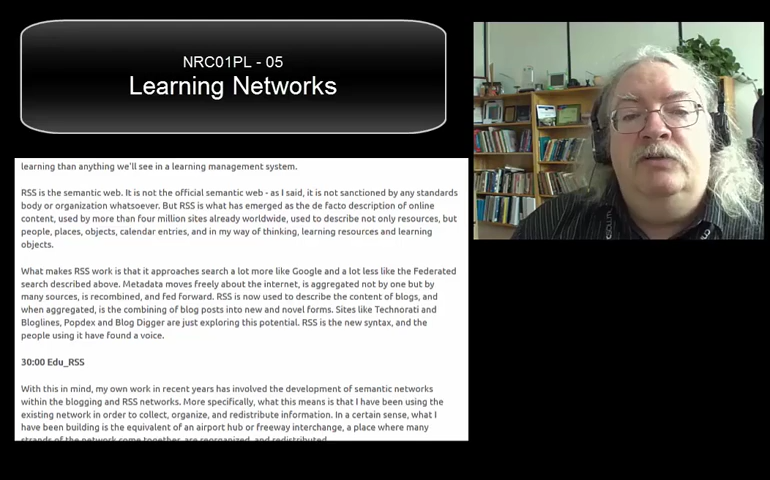 NRC01PL - 05
Learning Networks
learning than anything we'll see in a learning management system.
RSS is the semantic web. It is not the official semantic web - as I said, it is not sanctioned by any standards
body or organization whatsoever. But RSS is what has emerged as the de facto description of online
content, used by more than four million sites already worldwide, used to describe not only resources, but
people, places, objects, calendar entries, and in my way of thinking, learning resources and learning
objects.
What makes RSS work is that it approaches search a lot more like Google and a lot less like the Federated
search described above. Metadata moves freely about the internet, is aggregated not by one but by
many sources, is recombined, and fed forward. RSS is now used to describe the content of blogs, and
when aggregated, is the combining of blog posts into new and novel forms. Sites like Technorati and
Bloglines, Popdex and Blog Digger are just exploring this potential. RSS is the new syntax, and the
people using it have found a voice.
30:00 Edu_RSS
With this in mind, my own work in recent years has involved the development of semantic networks
within the blogging and RSS networks. More specifically, what this means is that I have been using the
existing network in order to collect, organize, and redistribute information. In a certain sense, what I
have been building is the equivalent of an airport hub or freeway interchange, a place where many
strands of the network come together, are reorganized, and redistributed.